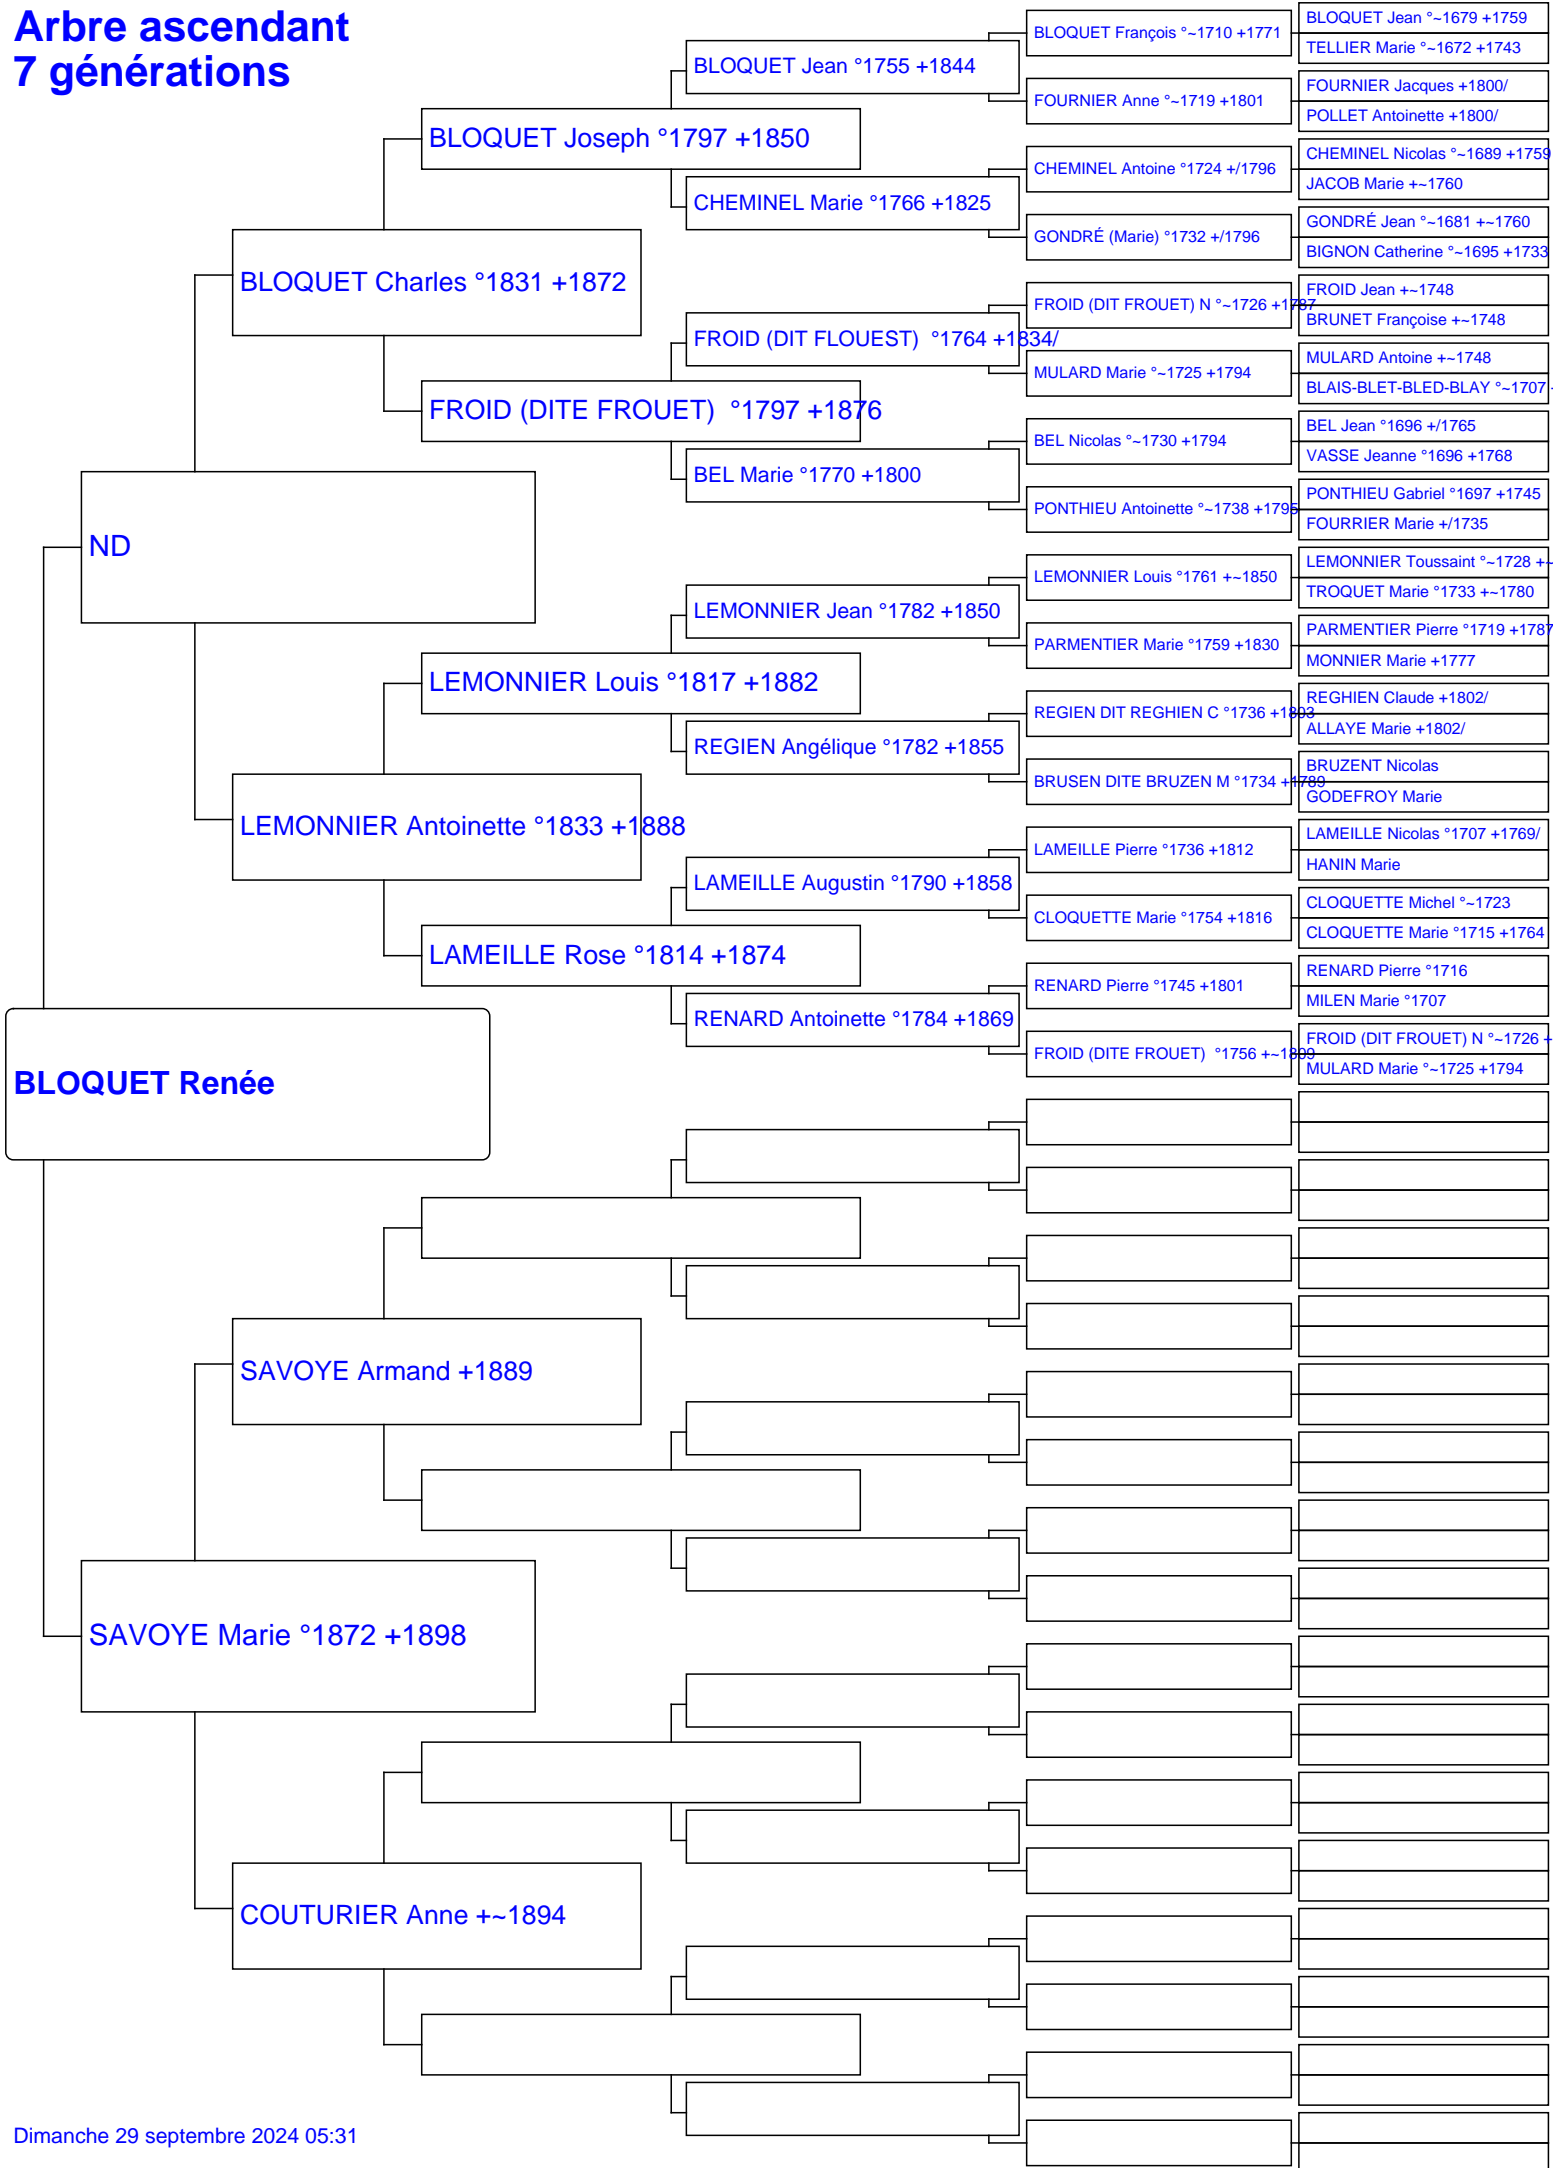 Arbre ascendant
7 générations
BLOQUET Renée
ND
SAVOYE Marie °1872 +1898
BLOQUET Charles °1831 +1872
LEMONNIER Antoinette °1833 +1888
SAVOYE Armand +1889
COUTURIER Anne +~1894
BLOQUET Joseph °1797 +1850
FROID (DITE FROUET)  °1797 +1876
LEMONNIER Louis °1817 +1882
LAMEILLE Rose °1814 +1874
BLOQUET Jean °1755 +1844
CHEMINEL Marie °1766 +1825
FROID (DIT FLOUEST)  °1764 +1834/
BEL Marie °1770 +1800
LEMONNIER Jean °1782 +1850
REGIEN Angélique °1782 +1855
LAMEILLE Augustin °1790 +1858
RENARD Antoinette °1784 +1869
BLOQUET François °~1710 +1771
FOURNIER Anne °~1719 +1801
CHEMINEL Antoine °1724 +/1796
GONDRÉ (Marie) °1732 +/1796
FROID (DIT FROUET) N °~1726 +1787
MULARD Marie °~1725 +1794
BEL Nicolas °~1730 +1794
PONTHIEU Antoinette °~1738 +1795
LEMONNIER Louis °1761 +~1850
PARMENTIER Marie °1759 +1830
REGIEN DIT REGHIEN C °1736 +1803
BRUSEN DITE BRUZEN M °1734 +1789
LAMEILLE Pierre °1736 +1812
CLOQUETTE Marie °1754 +1816
RENARD Pierre °1745 +1801
FROID (DITE FROUET)  °1756 +~1809
BLOQUET Jean °~1679 +1759
TELLIER Marie °~1672 +1743
FOURNIER Jacques +1800/
POLLET Antoinette +1800/
CHEMINEL Nicolas °~1689 +1759
JACOB Marie +~1760
GONDRÉ Jean °~1681 +~1760
BIGNON Catherine °~1695 +1733
FROID Jean +~1748
BRUNET Françoise +~1748
MULARD Antoine +~1748
BLAIS-BLET-BLED-BLAY °~1707
BEL Jean °1696 +/1765
VASSE Jeanne °1696 +1768
PONTHIEU Gabriel °1697 +1745
FOURRIER Marie +/1735
LEMONNIER Toussaint °~1728 +~
TROQUET Marie °1733 +~1780
PARMENTIER Pierre °1719 +1787
MONNIER Marie +1777
REGHIEN Claude +1802/
ALLAYE Marie +1802/
BRUZENT Nicolas
GODEFROY Marie
LAMEILLE Nicolas °1707 +1769/
HANIN Marie
CLOQUETTE Michel °~1723
CLOQUETTE Marie °1715 +1764
RENARD Pierre °1716
MILEN Marie °1707
FROID (DIT FROUET) N °~1726 +
MULARD Marie °~1725 +1794
Dimanche 29 septembre 2024 05:31